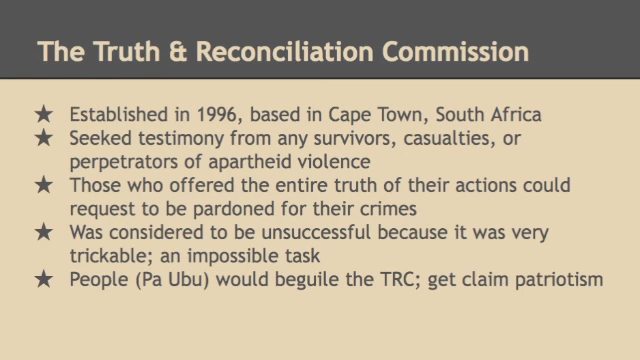 The Truth & Reconciliation Commission
★ Established in 1996, based in Cape Town, South Africa
★ Seeked testimony from any survivors, casualties, or
perpetrators of apartheid violence
★ Those who offered the entire truth of their actions could
request to be pardoned for their crimes
★ Was considered to be unsuccessful because it was very
trickable; an impossible task
★ People (Pa Ubu) would beguile the TRC; get claim patriotism